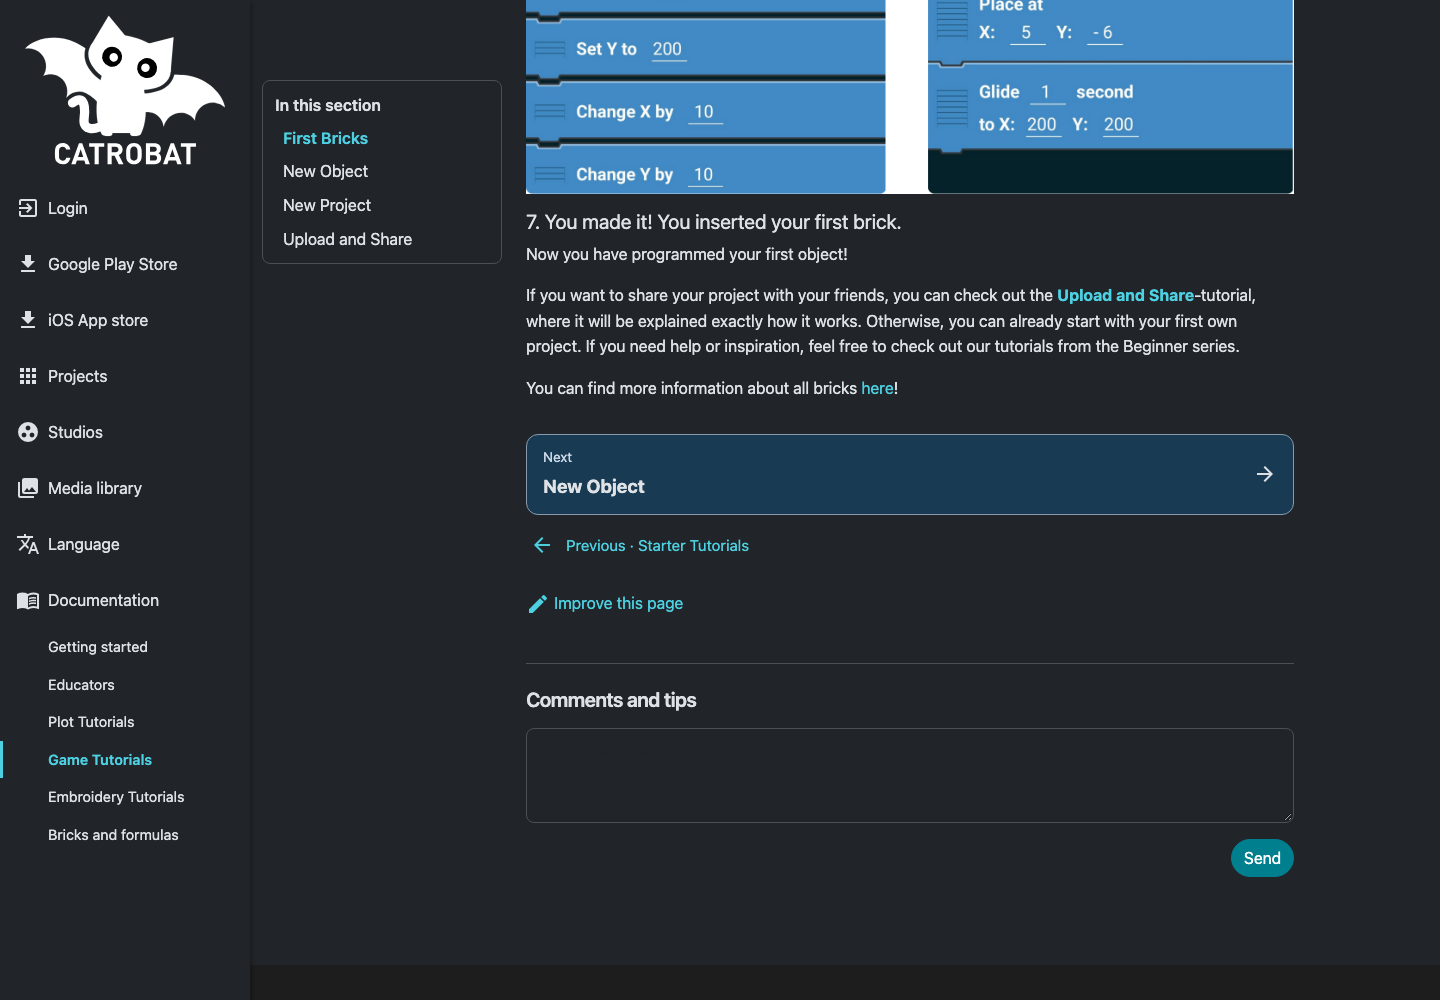 CATROBAT
Login
Google Play Store
iOS App store
Projects
Studios
Media library
Language
Documentation
Getting started
Educators
Plot Tutorials
Game Tutorials
Embroidery Tutorials
Bricks and formulas
In this section
First Bricks
New Object
New Project
Upload and Share
Set Y to 200
Change X by 10
Change Y by 10
Place at
X: 5 Y: - 6
Glide 1 second
to X: 200 Y: 200
7. You made it! You inserted your first brick.
Now you have programmed your first object!
If you want to share your project with your friends, you can check out the Upload and Share-tutorial,
where it will be explained exactly how it works. Otherwise, you can already start with your first own
project. If you need help or inspiration, feel free to check out our tutorials from the Beginner series.
You can find more information about all bricks here!
Next
New Object
Previous · Starter Tutorials
Improve this page
Comments and tips
Send